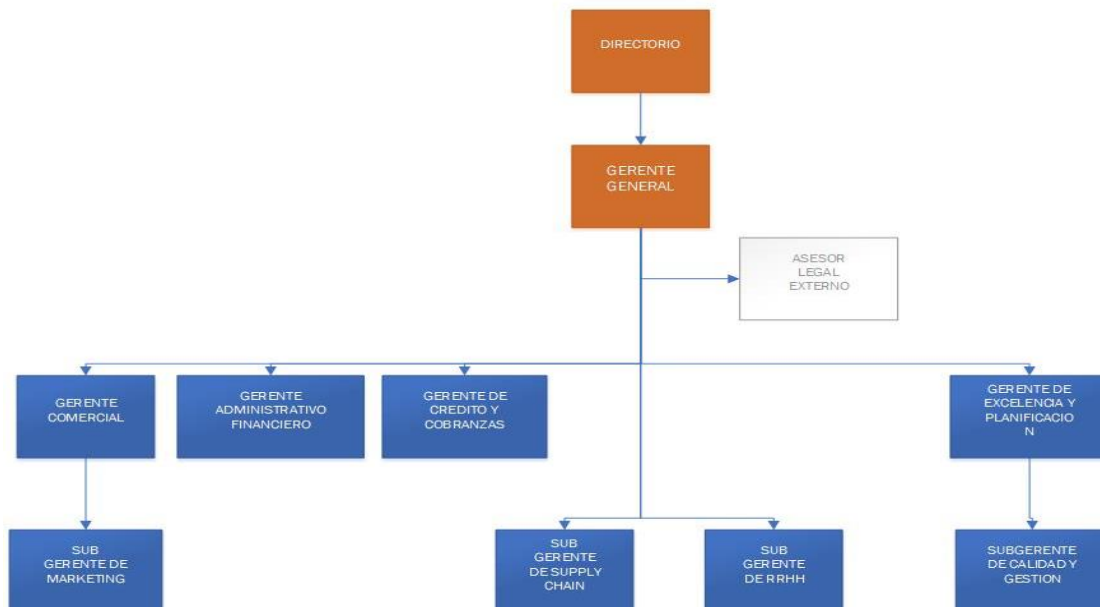 DIRECTORIO
GERENTE
GENERAL
ASESOR
LEGAL
EXTERNO
GERENTE
COMERCIAL
GERENTE
ADMINISTRATIVO
FINANCIERO
GERENTE DE
CREDITO Y
COBRANZAS
GERENTE DE
EXCELENCIA Y
PLANIFICACIO
N
SUB
GERENTE DE
MARKETING
SUB
GERENTE
DE SUPPLY
CHAIN
SUB
GERENTE
DE RRHH
SUBGERENTE
DE CALIDAD Y
GESTION